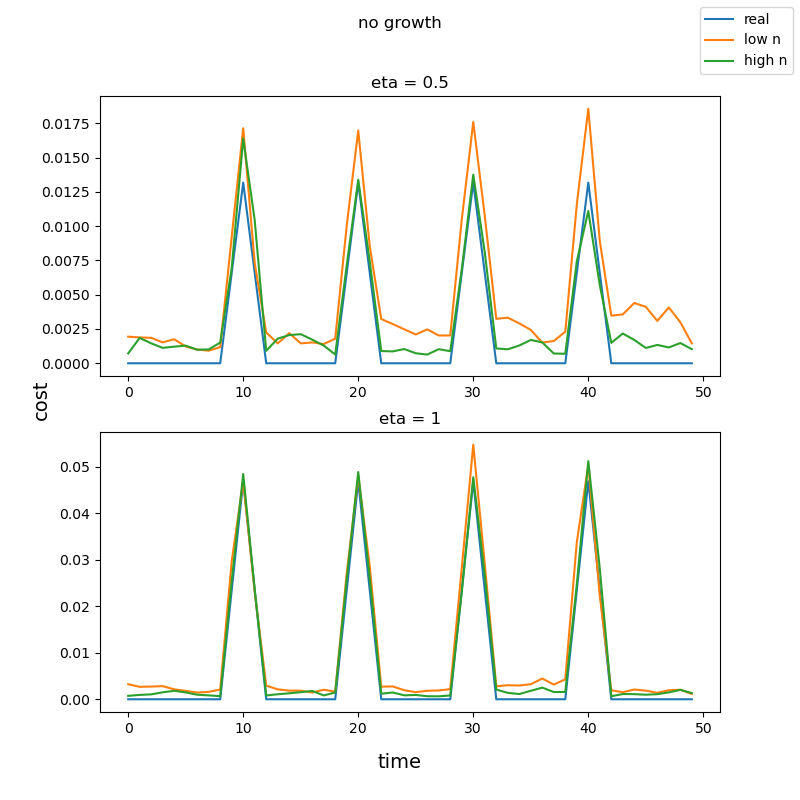 no growth
real
low n
high n
eta = 0.5
0.0175
0.0150
0.0125
0.0100
0.0075
0.0050
0.0025
0.0000
0 10 20 30 40 50
cost
eta = 1
0.05
0.04
0.03
0.02
0.01
0.00
0 10 20 30 40 50
time